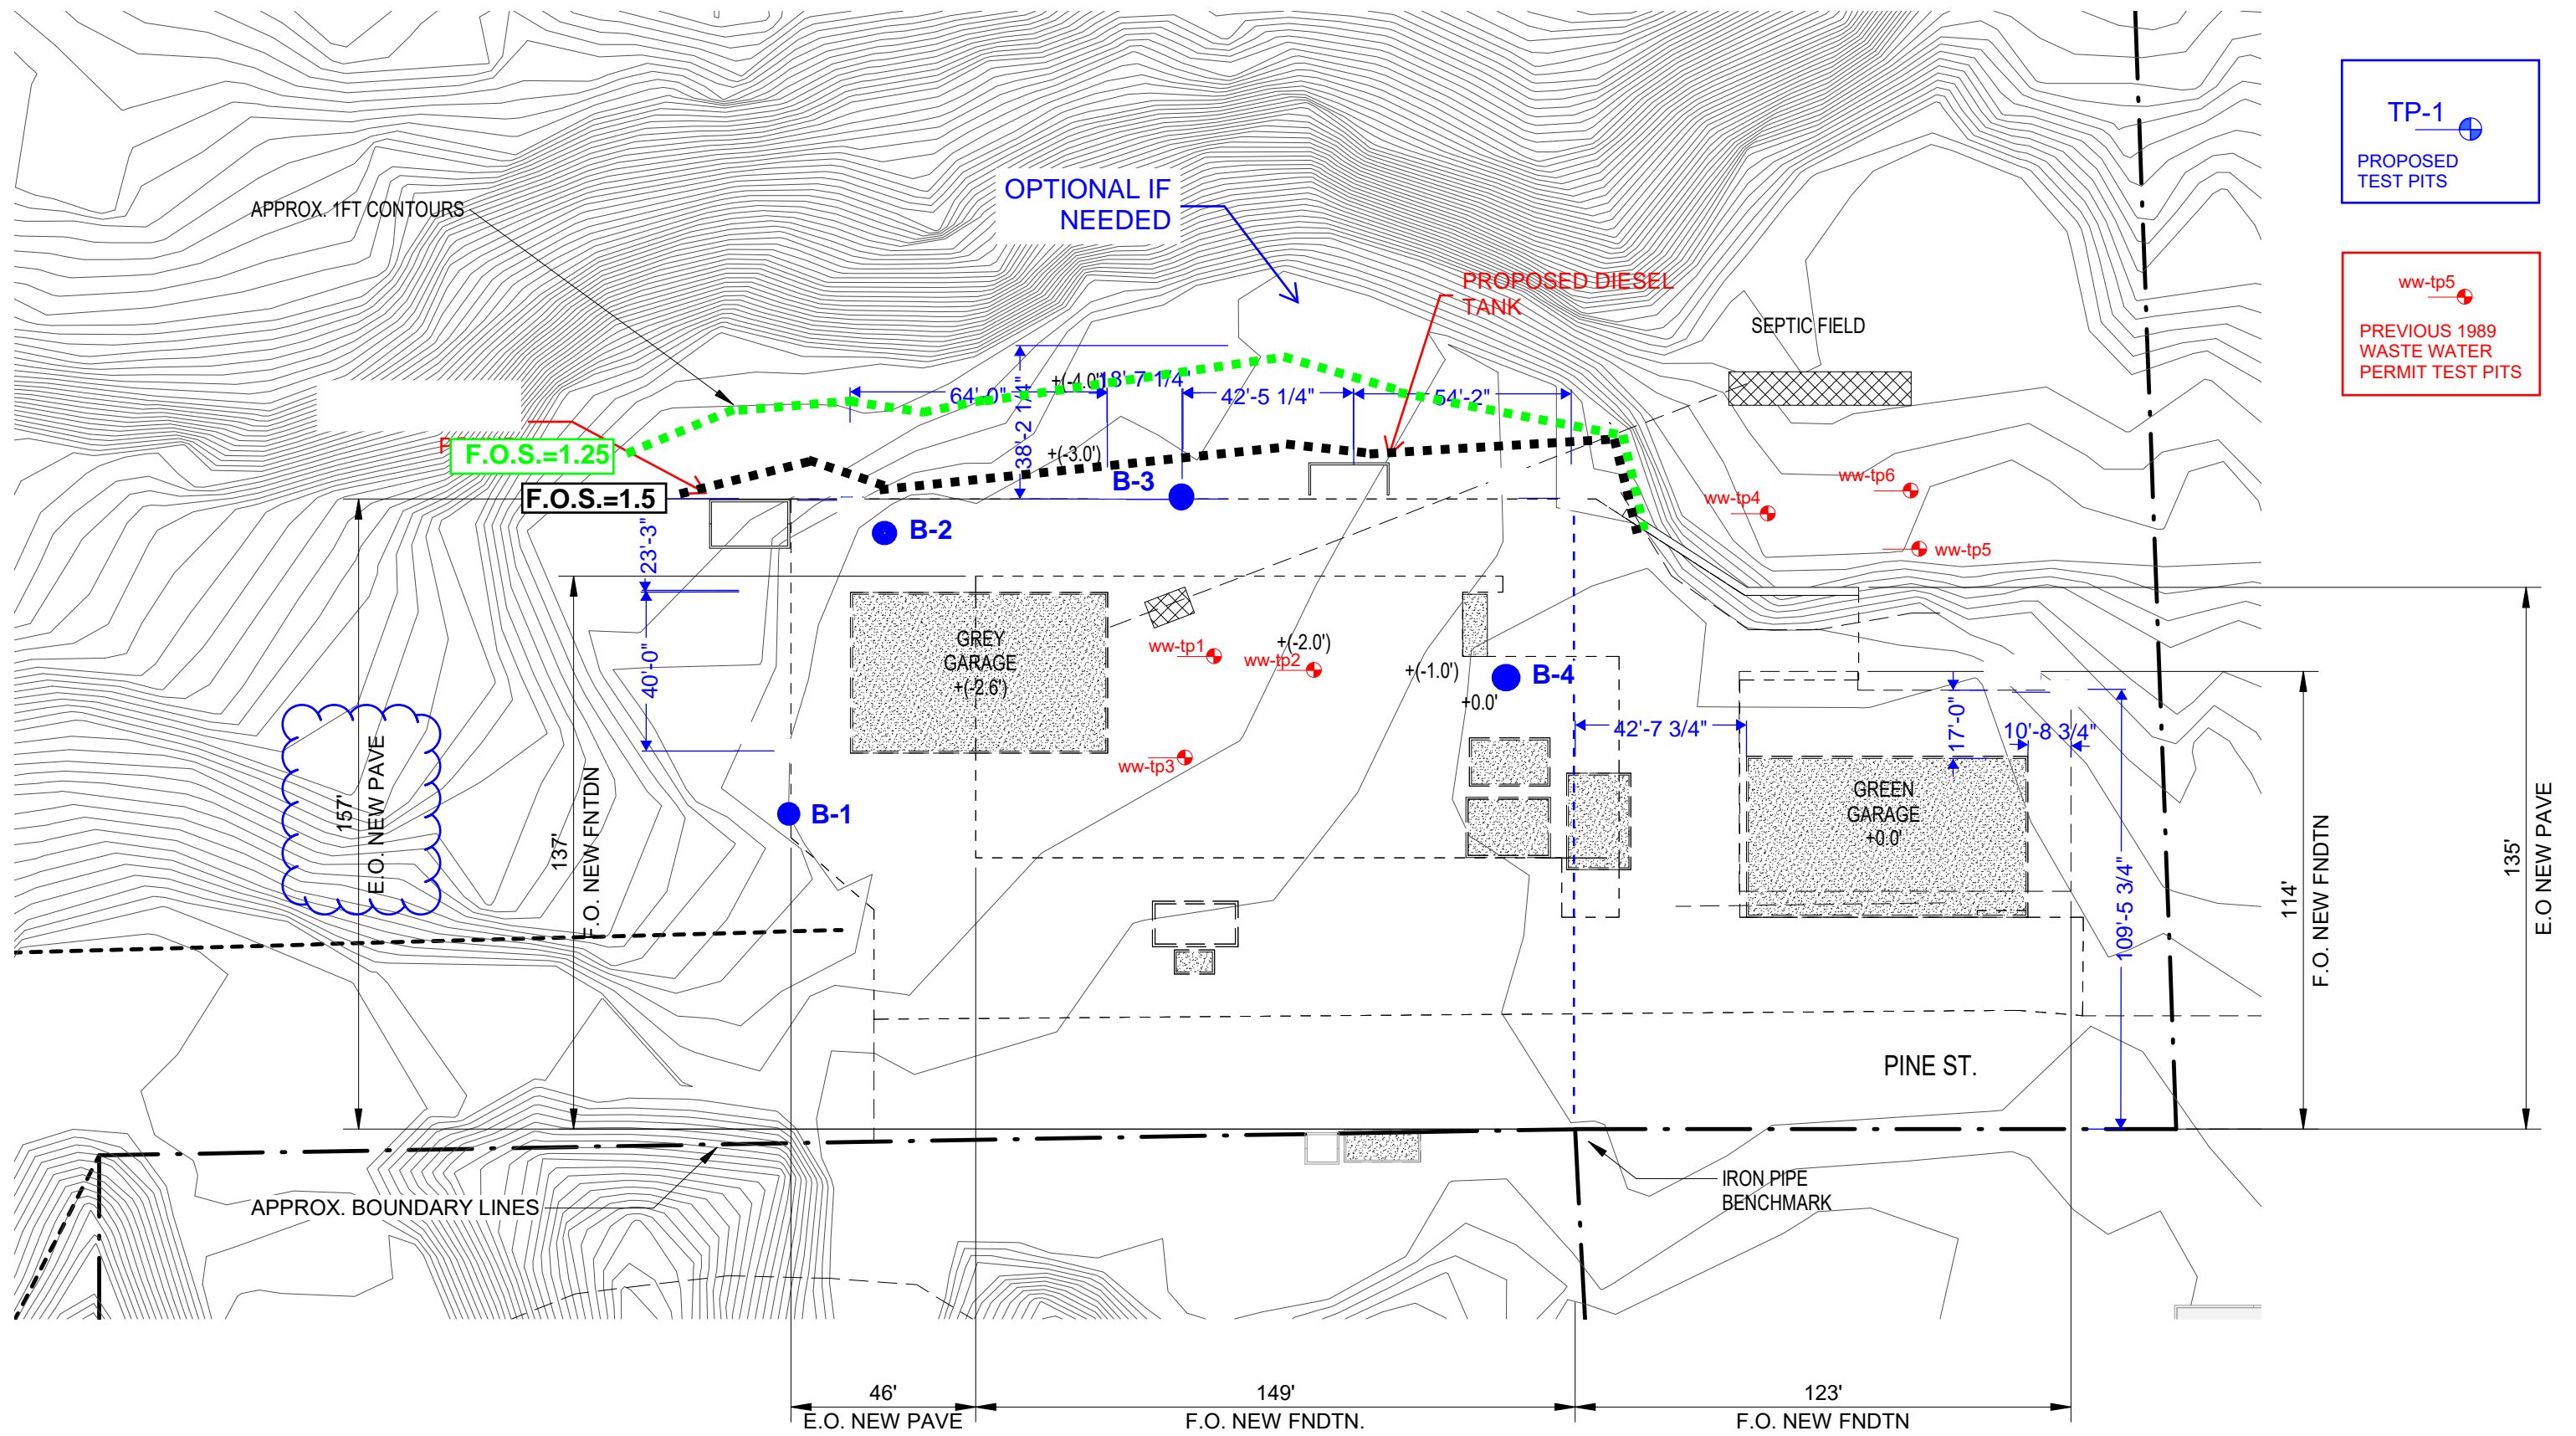 TP-1
PROPOSED
TEST PITS
ww-tp5
PREVIOUS 1989
WASTE WATER
PERMIT TEST PITS
OPTIONAL IF
NEEDED
APPROX. 1FT CONTOURS
PROPOSED DIESEL
TANK
SEPTIC FIELD
+(-4.0')
18'-7 1/4"
64'-0"
42'-5 1/4"
54'-2"
38'-2 1/4"
+(-3.0')
F.O.S.=1.25
F.O.S.=1.5
B-3
B-2
ww-tp4
ww-tp6
ww-tp5
23'-3"
40'-0"
GREY
GARAGE
+(-2.6')
ww-tp1
ww-tp2
+(-2.0')
+(-1.0')
+0.0'
B-4
ww-tp3
B-1
42'-7 3/4"
17'-0"
10'-8 3/4"
GREEN
GARAGE
+0.0'
157'
E.O. NEW PAVE
137'
F.O. NEW FNTDN
109'-5 3/4"
114'
F.O. NEW FNDTN
135'
E.O NEW PAVE
PINE ST.
IRON PIPE
BENCHMARK
APPROX. BOUNDARY LINES
46'
E.O. NEW PAVE
149'
F.O. NEW FNDTN.
123'
F.O. NEW FNDTN